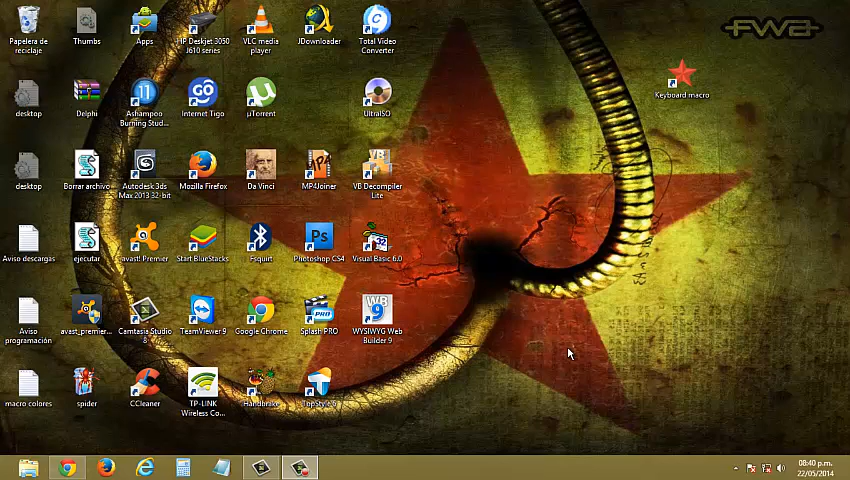 FWA
Papelera de
reciclaje
Thumbs
Apps
HP Deskjet 3050
J610 series
VLC media
player
JDownloader
Total Video
Converter
Keyboard macro
desktop
Delphi
Ashampoo
Burning Stud...
Internet Tigo
µTorrent
UltraISO
desktop
Borrar archivo
Autodesk 3ds
Max 2013 32-bit
Mozilla Firefox
Da Vinci
MP4Joiner
VB Decompiler
Lite
Aviso descargas
ejecutar
avast! Premier
Start BlueStacks
Fsquirt
Photoshop CS4
Visual Basic 6.0
Aviso
programación
avast_premie...
Camtasia Studio
8
TeamViewer 9
Google Chrome
Splash PRO
WYSIWYG Web
Builder 9
macro colores
spider
CCleaner
TP-LINK
Wireless Co...
Handbrake
TopStyle 5
08:40 p.m.
22/05/2014